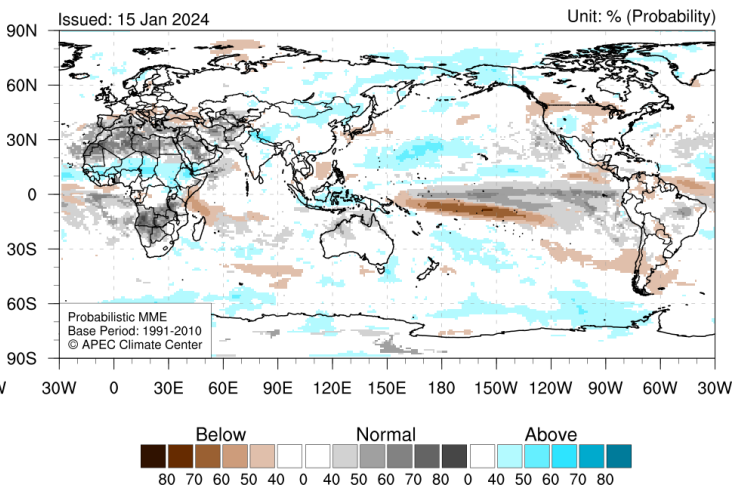 Issued: 15 Jan 2024
Unit: % (Probability)
90N
60N
30N
0
30S
60S
90S
Probabilistic MME
Base Period: 1991-2010
© APEC Climate Center
W 30W 0 30E 60E 90E 120E 150E 180 150W 120W 90W 60W 30W
Below Normal Above
80 70 60 50 40 0 40 50 60 70 80 0 40 50 60 70 80